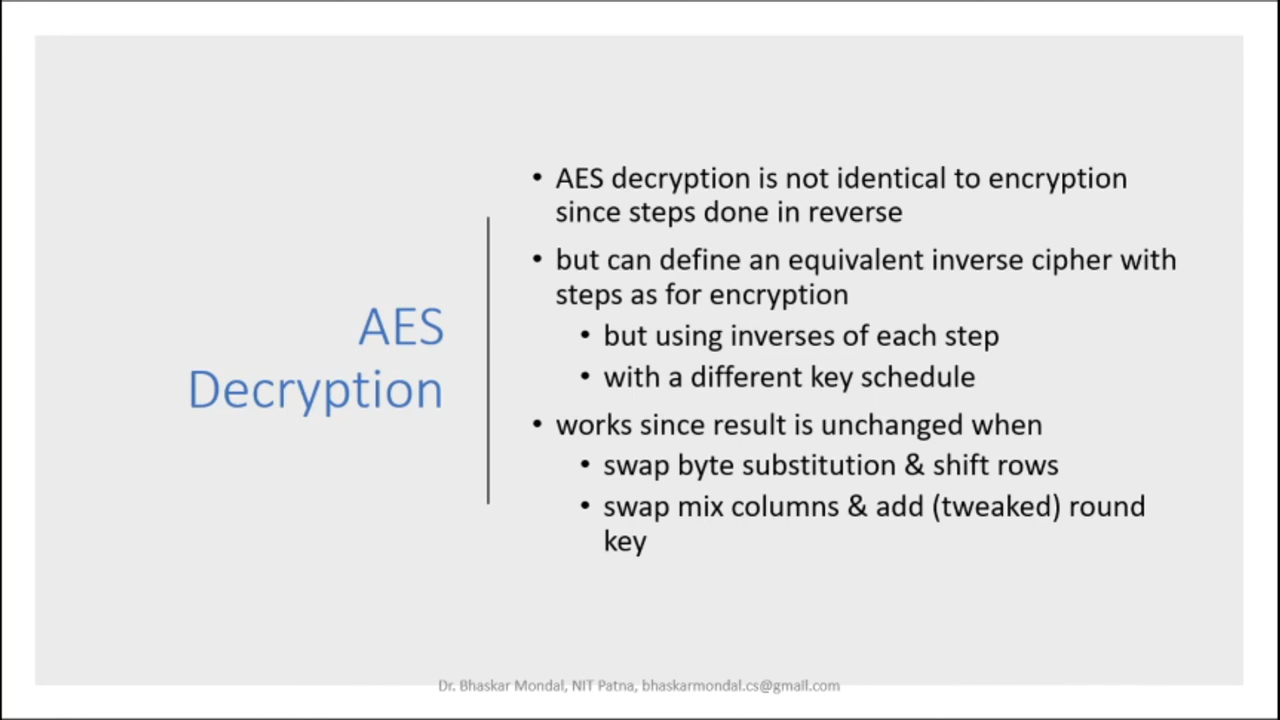 AES
Decryption
• AES decryption is not identical to encryption
since steps done in reverse
• but can define an equivalent inverse cipher with
steps as for encryption
• but using inverses of each step
• with a different key schedule
• works since result is unchanged when
• swap byte substitution & shift rows
• swap mix columns & add (tweaked) round
key
Dr. Bhaskar Mondal, NIT Patna, bhaskarmondal.cs@gmail.com